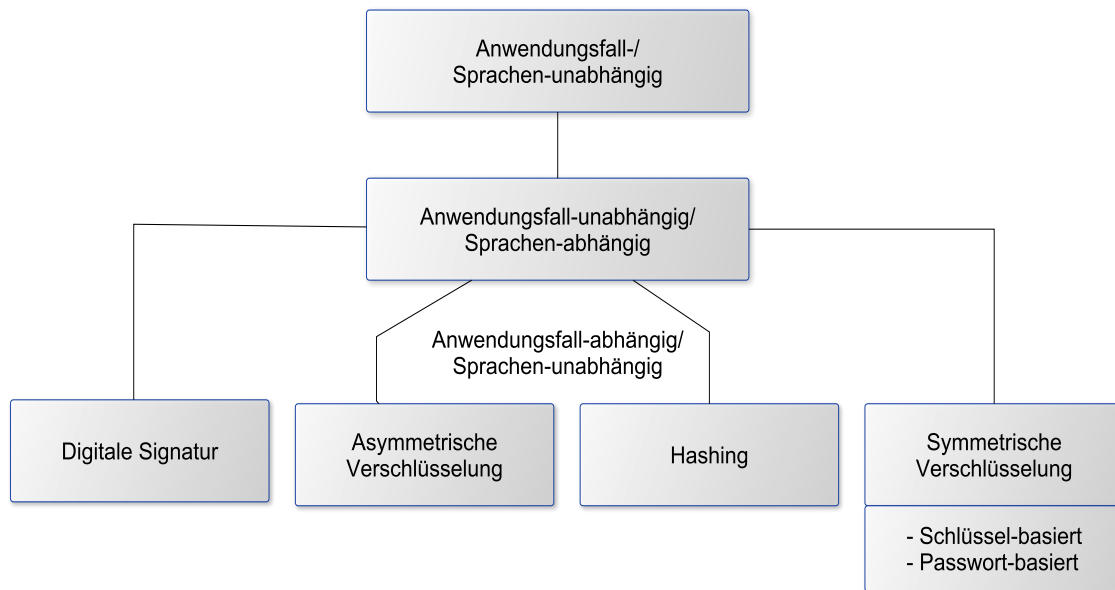 Anwendungsfall-/
Sprachen-unabhängig
Anwendungsfall-unabhängig/
Sprachen-abhängig
Anwendungsfall-abhängig/
Sprachen-unabhängig
Digitale Signatur
Asymmetrische
Verschlüsselung
Hashing
Symmetrische
Verschlüsselung
- Schlüssel-basiert
- Passwort-basiert